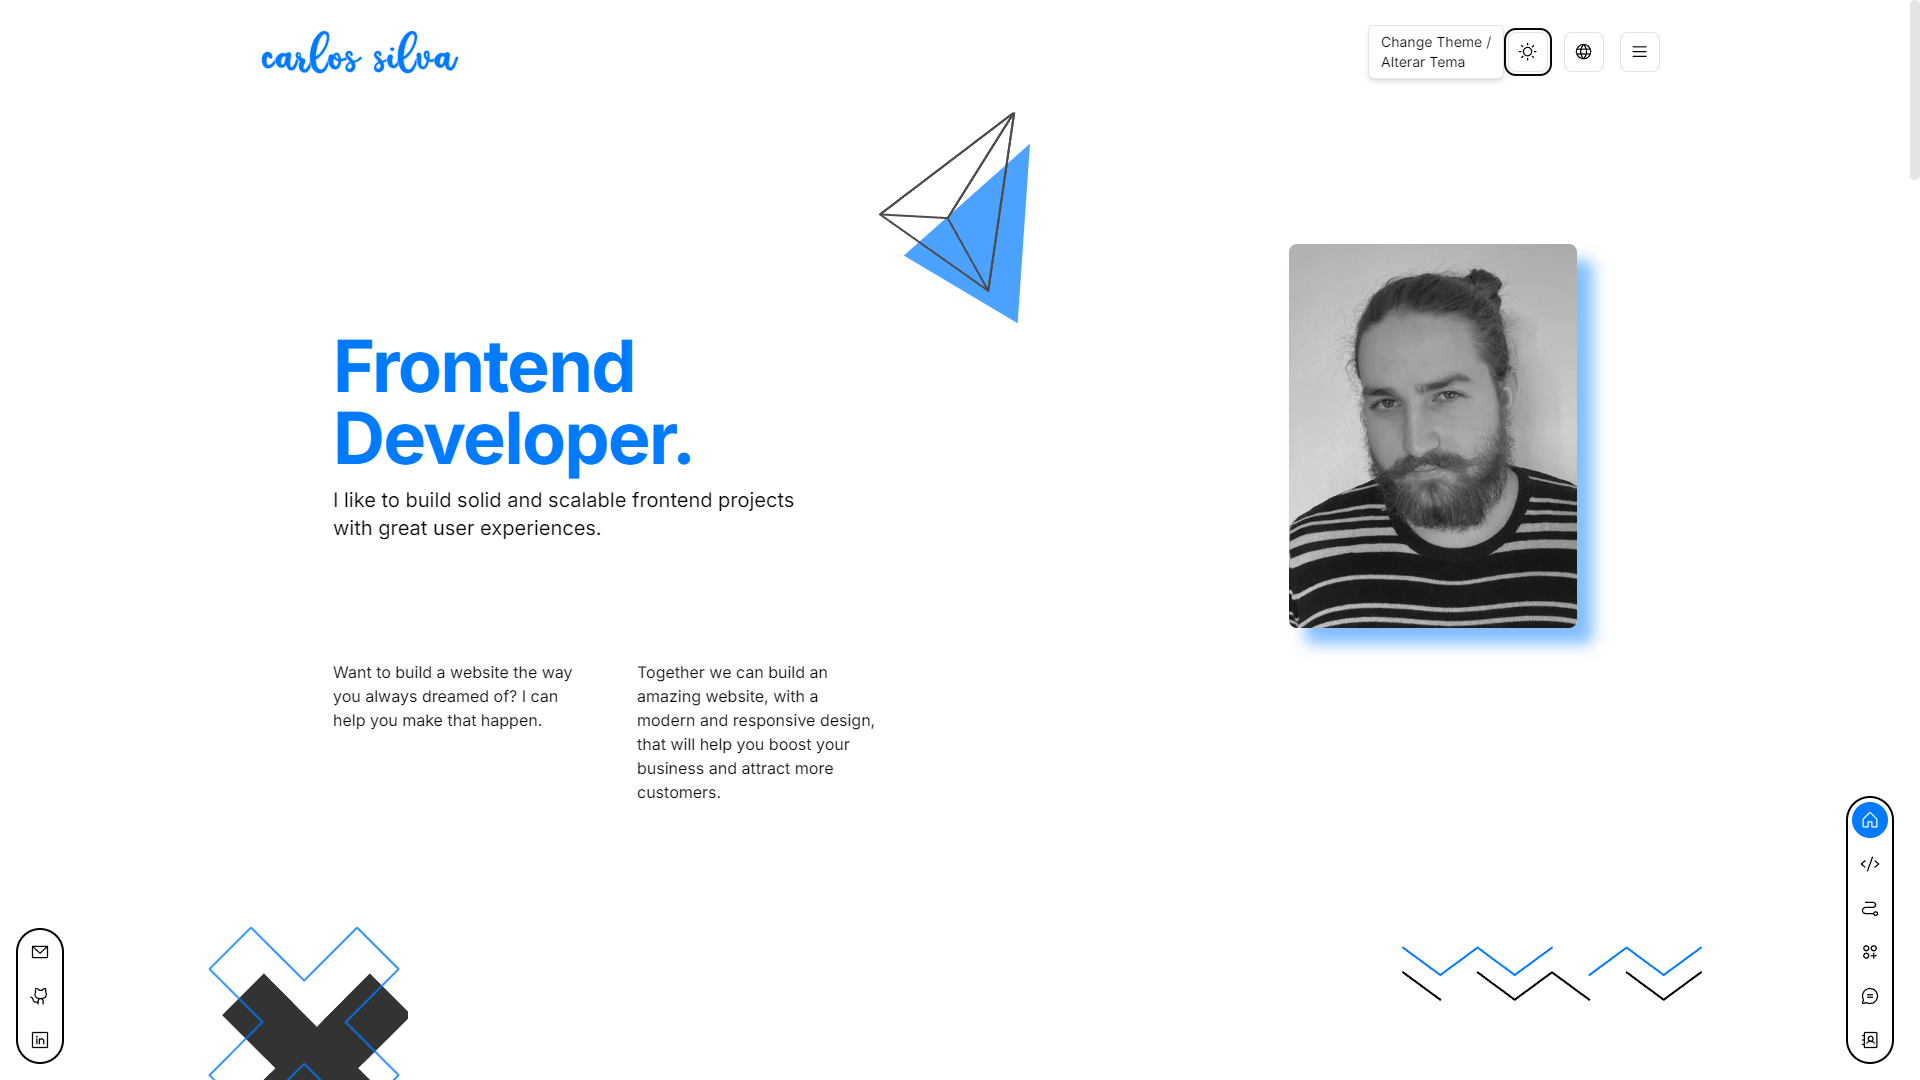 carlos silva
Change Theme /
Alterar Tema
Frontend
Developer.
I like to build solid and scalable frontend projects
with great user experiences.
Want to build a website the way
you always dreamed of? I can
help you make that happen.
Together we can build an
amazing website, with a
modern and responsive design,
that will help you boost your
business and attract more
customers.